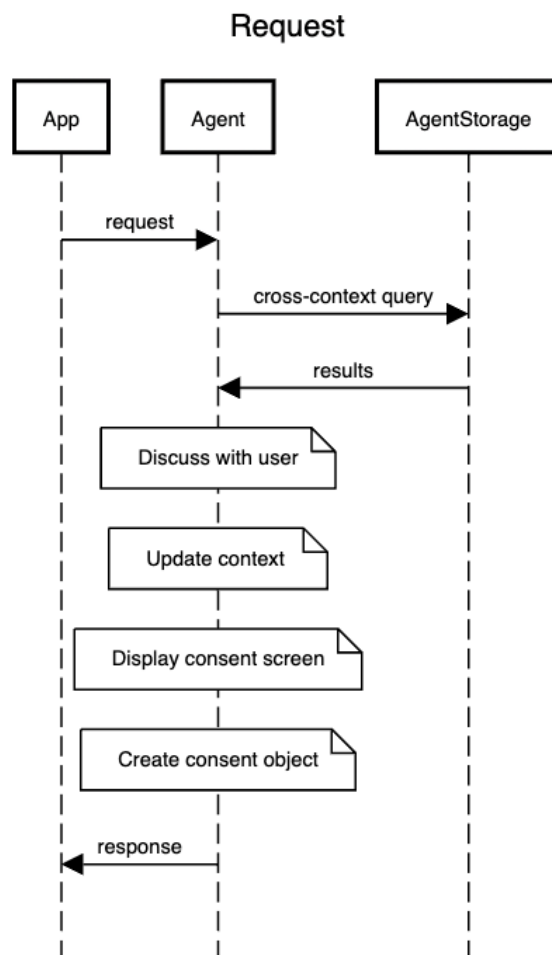 Request
App
Agent
AgentStorage
request
cross-context query
results
Discuss with user
Update context
Display consent screen
Create consent object
response